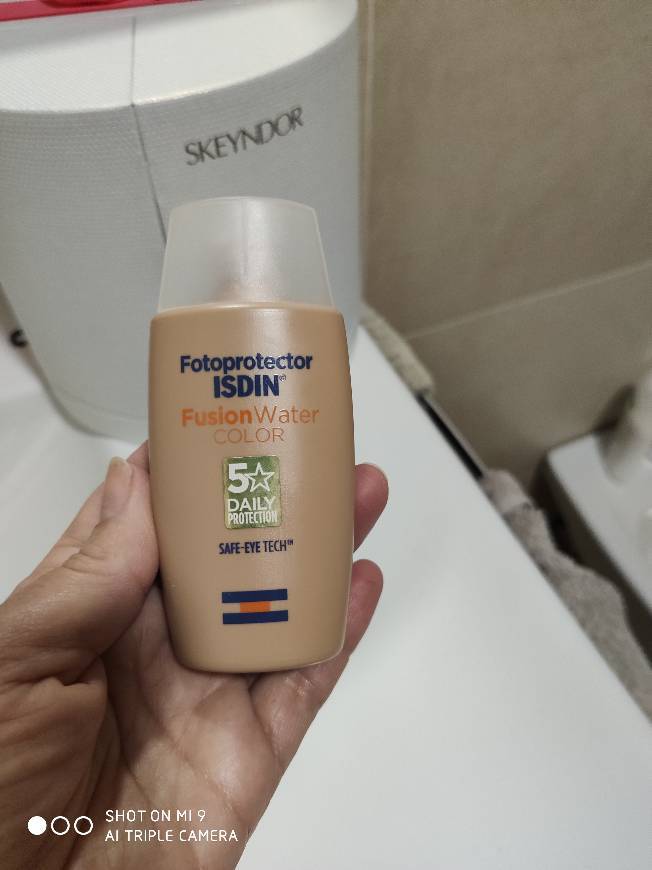 SKEYNDOR
Fotoprotector
ISDIN®
FusionWater
COLOR
5☆
DAILY
PROTECTION
SAFE-EYE TECH™
SHOT ON MI 9
AI TRIPLE CAMERA